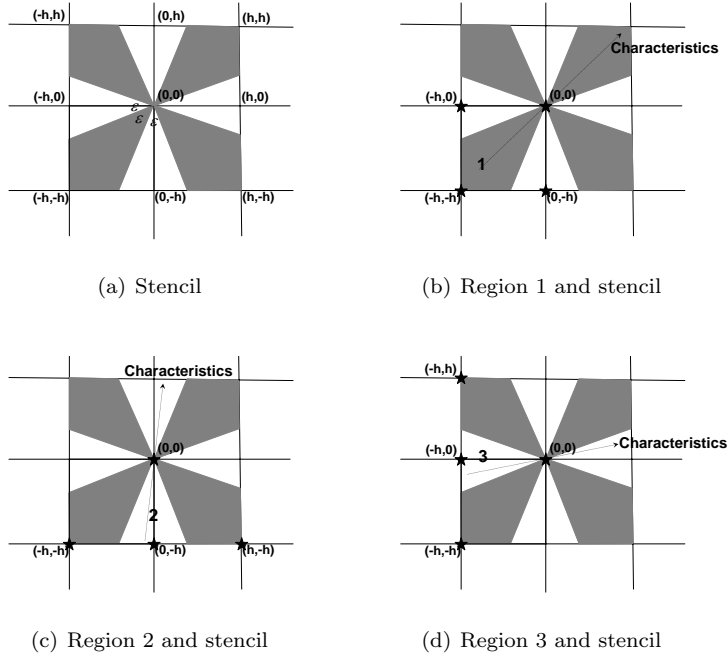 (-h,h) (0,h) (h,h)
(-h,0) (0,0) (h,0)
ε
ε ε
(-h,-h) (0,-h) (h,-h)
(a) Stencil
Characteristics
(-h,0) (0,0)
1
(-h,-h) (0,-h)
(b) Region 1 and stencil
Characteristics
(0,0)
2
(-h,-h) (0,-h) (h,-h)
(c) Region 2 and stencil
(-h,h)
(-h,0) (0,0) Characteristics
3
(-h,-h)
(d) Region 3 and stencil